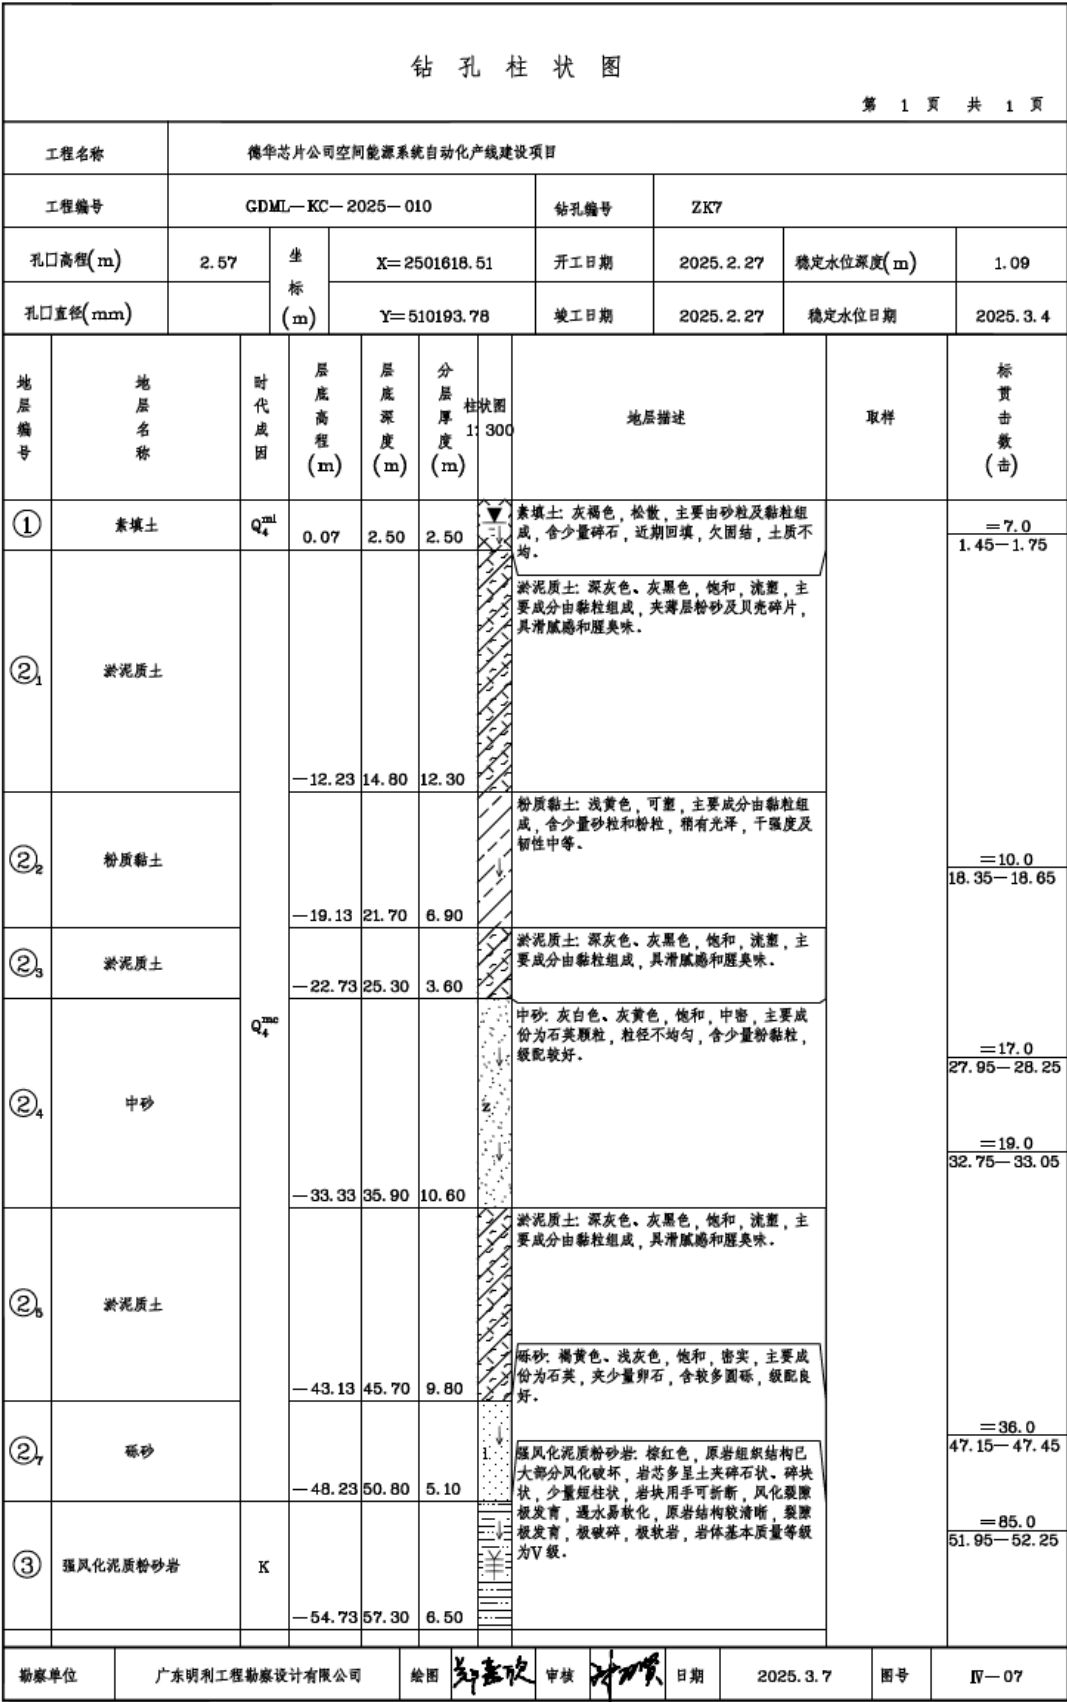 钻孔柱状图
第 1 页 共 1 页
工程名称 德华芯片公司空间能源系统自动化产线建设项目
工程编号 GDML-KC-2025-010 钻孔编号 ZK7
孔口高程(m) 2.57 坐标(m) X=2501618.51 开工日期 2025.2.27 稳定水位深度(m) 1.09
孔口直径(mm) Y=510193.78 竣工日期 2025.2.27 稳定水位日期 2025.3.4
地层编号 地层名称 时代成因 层底高程(m) 层底深度(m) 分层厚度(m) 柱状图 1:300 地层描述 取样 标贯击数(击)
① 素填土 Q4ml 0.07 2.50 2.50
素填土: 灰褐色, 松散, 主要由砂粒及黏粒组
成, 含少量碎石, 近期回填, 欠固结, 土质不
均。
=7.0
1.45-1.75
②1 淤泥质土 -12.23 14.80 12.30
淤泥质土: 深灰色、灰黑色, 饱和, 流塑, 主
要成分由黏粒组成, 夹薄层粉砂及贝壳碎片,
具滑腻感和腥臭味。
②2 粉质黏土 -19.13 21.70 6.90
粉质黏土: 浅黄色, 可塑, 主要成分由黏粒组
成, 含少量砂粒和粉粒, 稍有光泽, 干强度及
韧性中等。
=10.0
18.35-18.65
②3 淤泥质土 -22.73 25.30 3.60
淤泥质土: 深灰色、灰黑色, 饱和, 流塑, 主
要成分由黏粒组成, 具滑腻感和腥臭味。
Q4mc
②4 中砂 -33.33 35.90 10.60
中砂: 灰白色、灰黄色, 饱和, 中密, 主要成
份为石英颗粒, 粒径不均匀, 含少量粉黏粒,
级配较好。
z
=17.0
27.95-28.25
=19.0
32.75-33.05
②5 淤泥质土 -43.13 45.70 9.80
淤泥质土: 深灰色、灰黑色, 饱和, 流塑, 主
要成分由黏粒组成, 具滑腻感和腥臭味。
②7 砾砂 -48.23 50.80 5.10
砾砂: 褐黄色、浅灰色, 饱和, 密实, 主要成
份为石英, 夹少量卵石, 含较多圆砾, 级配良
好。
=36.0
47.15-47.45
③ 强风化泥质粉砂岩 K -54.73 57.30 6.50
强风化泥质粉砂岩: 棕红色, 原岩组织结构已
大部分风化破坏, 岩芯多呈土夹碎石状、碎块
状, 少量短柱状, 岩块用手可折断, 风化裂隙
极发育, 遇水易软化, 原岩结构较清晰, 裂隙
极发育, 极破碎, 极软岩, 岩体基本质量等级
为V级。
=85.0
51.95-52.25
勘察单位 广东明利工程勘察设计有限公司 绘图 审核 日期 2025.3.7 图号 Ⅳ-07